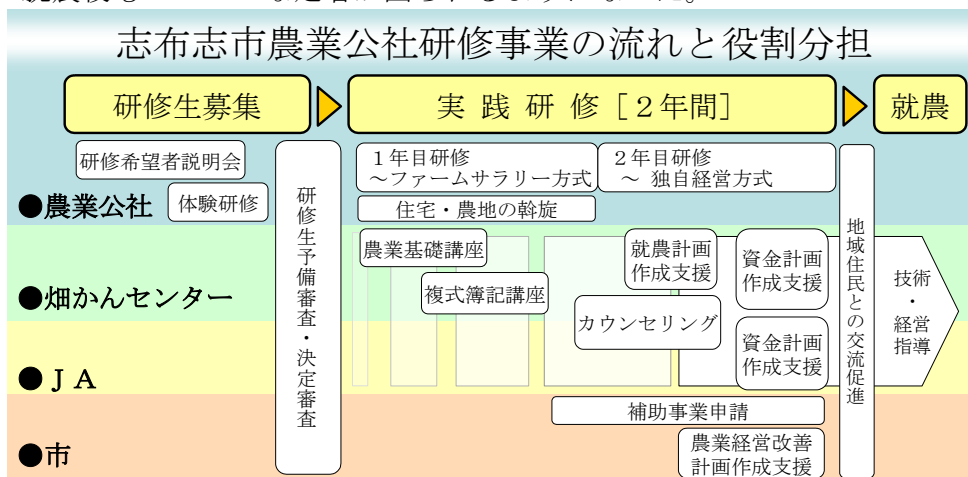 志布志市農業公社研修事業の流れと役割分担
研修生募集
実践研修［２年間］
就農
研修希望者説明会
●農業公社
体験研修
研修生予備審査・決定審査
１年目研修
～ファームサラリー方式
２年目研修
～ 独自経営方式
住宅・農地の斡旋
●畑かんセンター
農業基礎講座
複式簿記講座
就農計画
作成支援
資金計画
作成支援
カウンセリング
●ＪＡ
資金計画
作成支援
地域住民との交流促進
技術
・
経営
指導
●市
補助事業申請
農業経営改善
計画作成支援